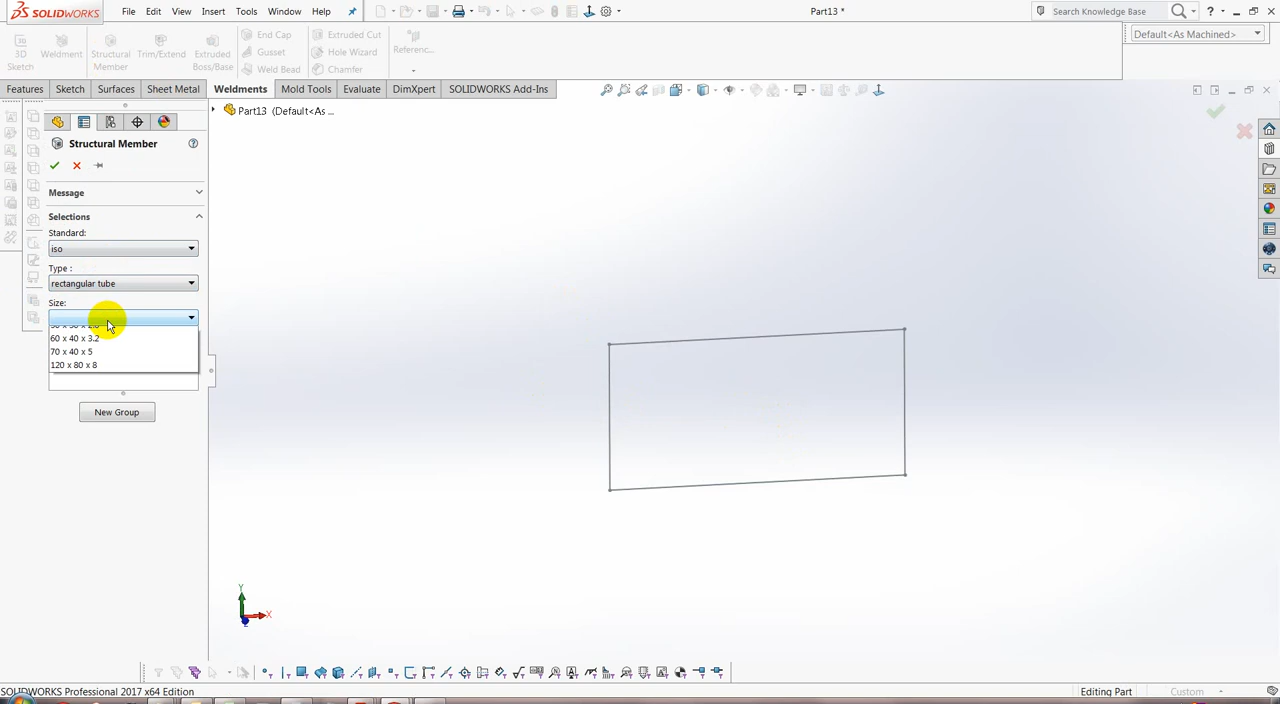 SOLIDWORKS
File Edit View Insert Tools Window Help
Part13 *
Search Knowledge Base
3D Sketch
Weldment
Structural Member
Trim/Extend
Extruded Boss/Base
End Cap
Gusset
Weld Bead
Extruded Cut
Hole Wizard
Chamfer
Referenc...
Default<As Machined>
Features Sketch Surfaces Sheet Metal Weldments Mold Tools Evaluate DimXpert SOLIDWORKS Add-Ins
Part13 (Default<As ...
Structural Member
Message
Selections
Standard:
iso
Type :
rectangular tube
Size:
60 x 40 x 3.2
70 x 40 x 5
120 x 80 x 8
New Group
Y
X
Z
SOLIDWORKS Professional 2017 x64 Edition
Editing Part
Custom